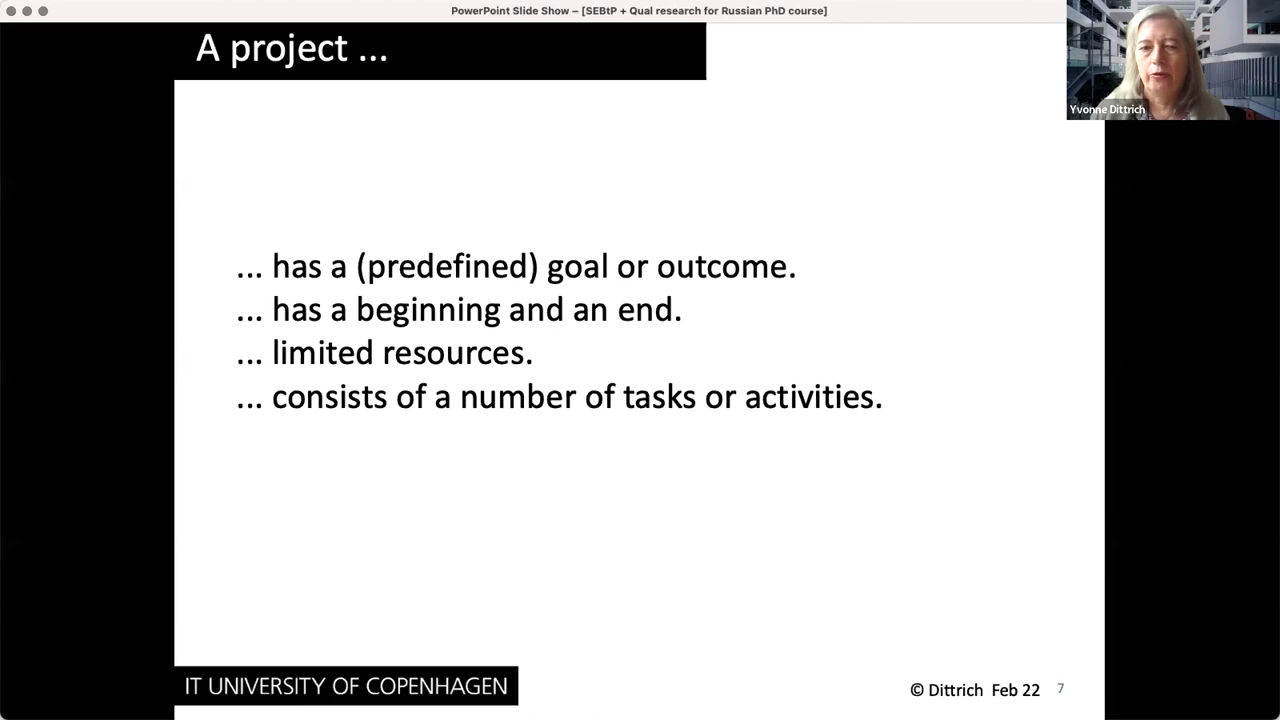 PowerPoint Slide Show – [SEBtP + Qual research for Russian PhD course]
A project ...
Yvonne Dittrich
... has a (predefined) goal or outcome.
... has a beginning and an end.
... limited resources.
... consists of a number of tasks or activities.
IT UNIVERSITY OF COPENHAGEN
© Dittrich Feb 22 7